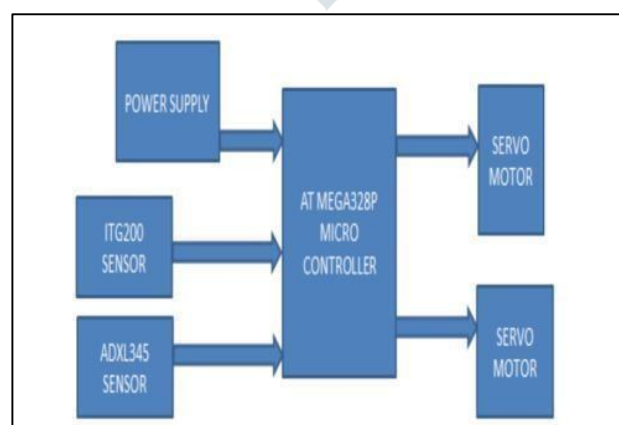 POWER SUPPLY
ITG200
SENSOR
ADXL345
SENSOR
AT MEGA328P
MICRO
CONTROLLER
SERVO
MOTOR
SERVO
MOTOR